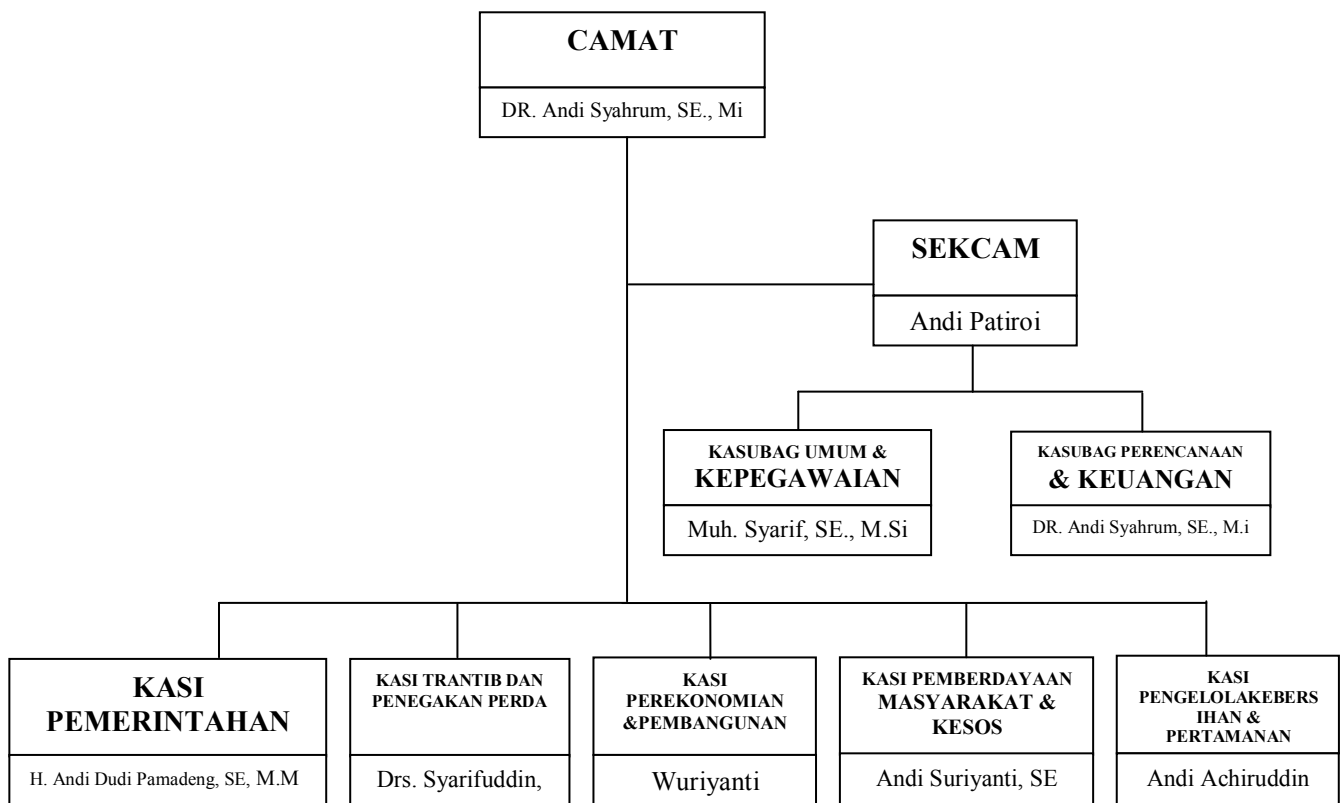 CAMAT
DR. Andi Syahrum, SE., Mi
SEKCAM
Andi Patiroi
KASUBAG UMUM &
KEPEGAWAIAN
Muh. Syarif, SE., M.Si
KASUBAG PERENCANAAN
& KEUANGAN
DR. Andi Syahrum, SE., M.i
KASI
PEMERINTAHAN
H. Andi Dudi Pamadeng, SE, M.M
KASI TRANTIB DAN
PENEGAKAN PERDA
Drs. Syarifuddin,
KASI
PEREKONOMIAN
&PEMBANGUNAN
Wuriyanti
KASI PEMBERDAYAAN
MASYARAKAT &
KESOS
Andi Suriyanti, SE
KASI
PENGELOLAKEBERS
IHAN &
PERTAMANAN
Andi Achiruddin